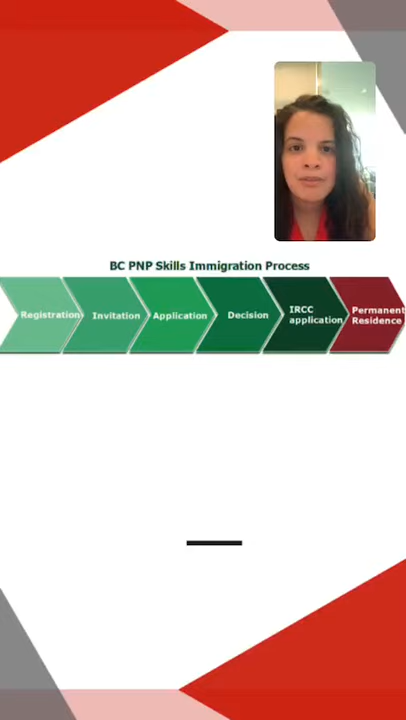 BC PNP Skills Immigration Process
Registration
Invitation
Application
Decision
IRCC
application
Permanent
Residence